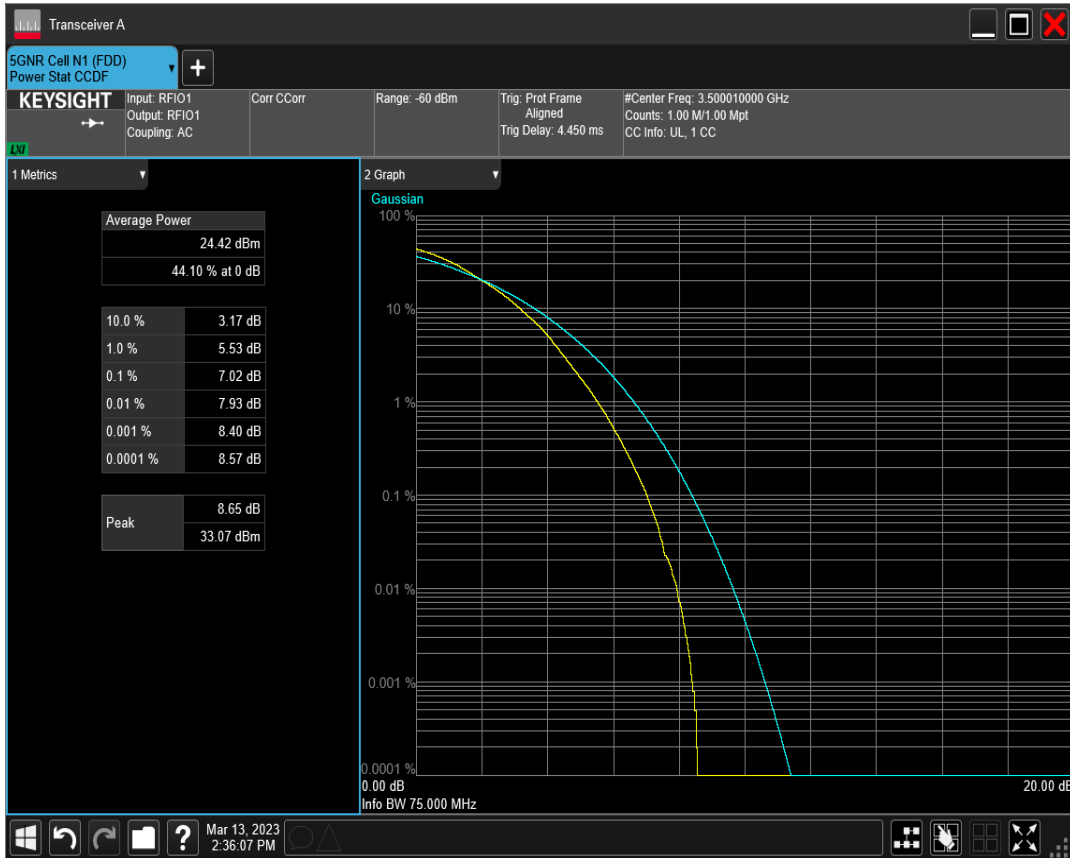 Transceiver A
5GNR Cell N1 (FDD)
Power Stat CCDF
+
KEYSIGHT
LXI
Input: RFIO1
Output: RFIO1
Coupling: AC
Corr CCorr
Range: -60 dBm
Trig: Prot Frame
Aligned
Trig Delay: 4.450 ms
#Center Freq: 3.500010000 GHz
Counts: 1.00 M/1.00 Mpt
CC Info: UL, 1 CC
1 Metrics
Average Power
24.42 dBm
44.10 % at 0 dB
10.0 % 3.17 dB
1.0 % 5.53 dB
0.1 % 7.02 dB
0.01 % 7.93 dB
0.001 % 8.40 dB
0.0001 % 8.57 dB
Peak
8.65 dB
33.07 dBm
2 Graph
Gaussian
100 %
10 %
1 %
0.1 %
0.01 %
0.001 %
0.0001 %
0.00 dB
20.00 dB
Info BW 75.000 MHz
?
Mar 13, 2023
2:36:07 PM